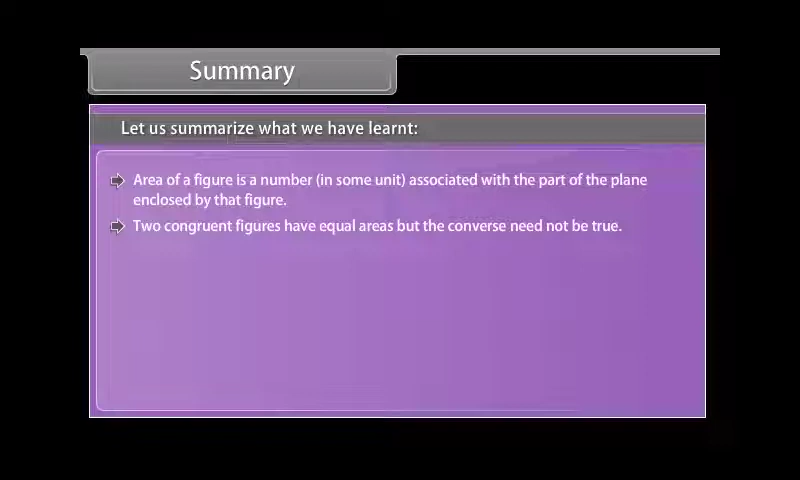 Summary
Let us summarize what we have learnt:
Area of a figure is a number (in some unit) associated with the part of the plane
enclosed by that figure.
Two congruent figures have equal areas but the converse need not be true.